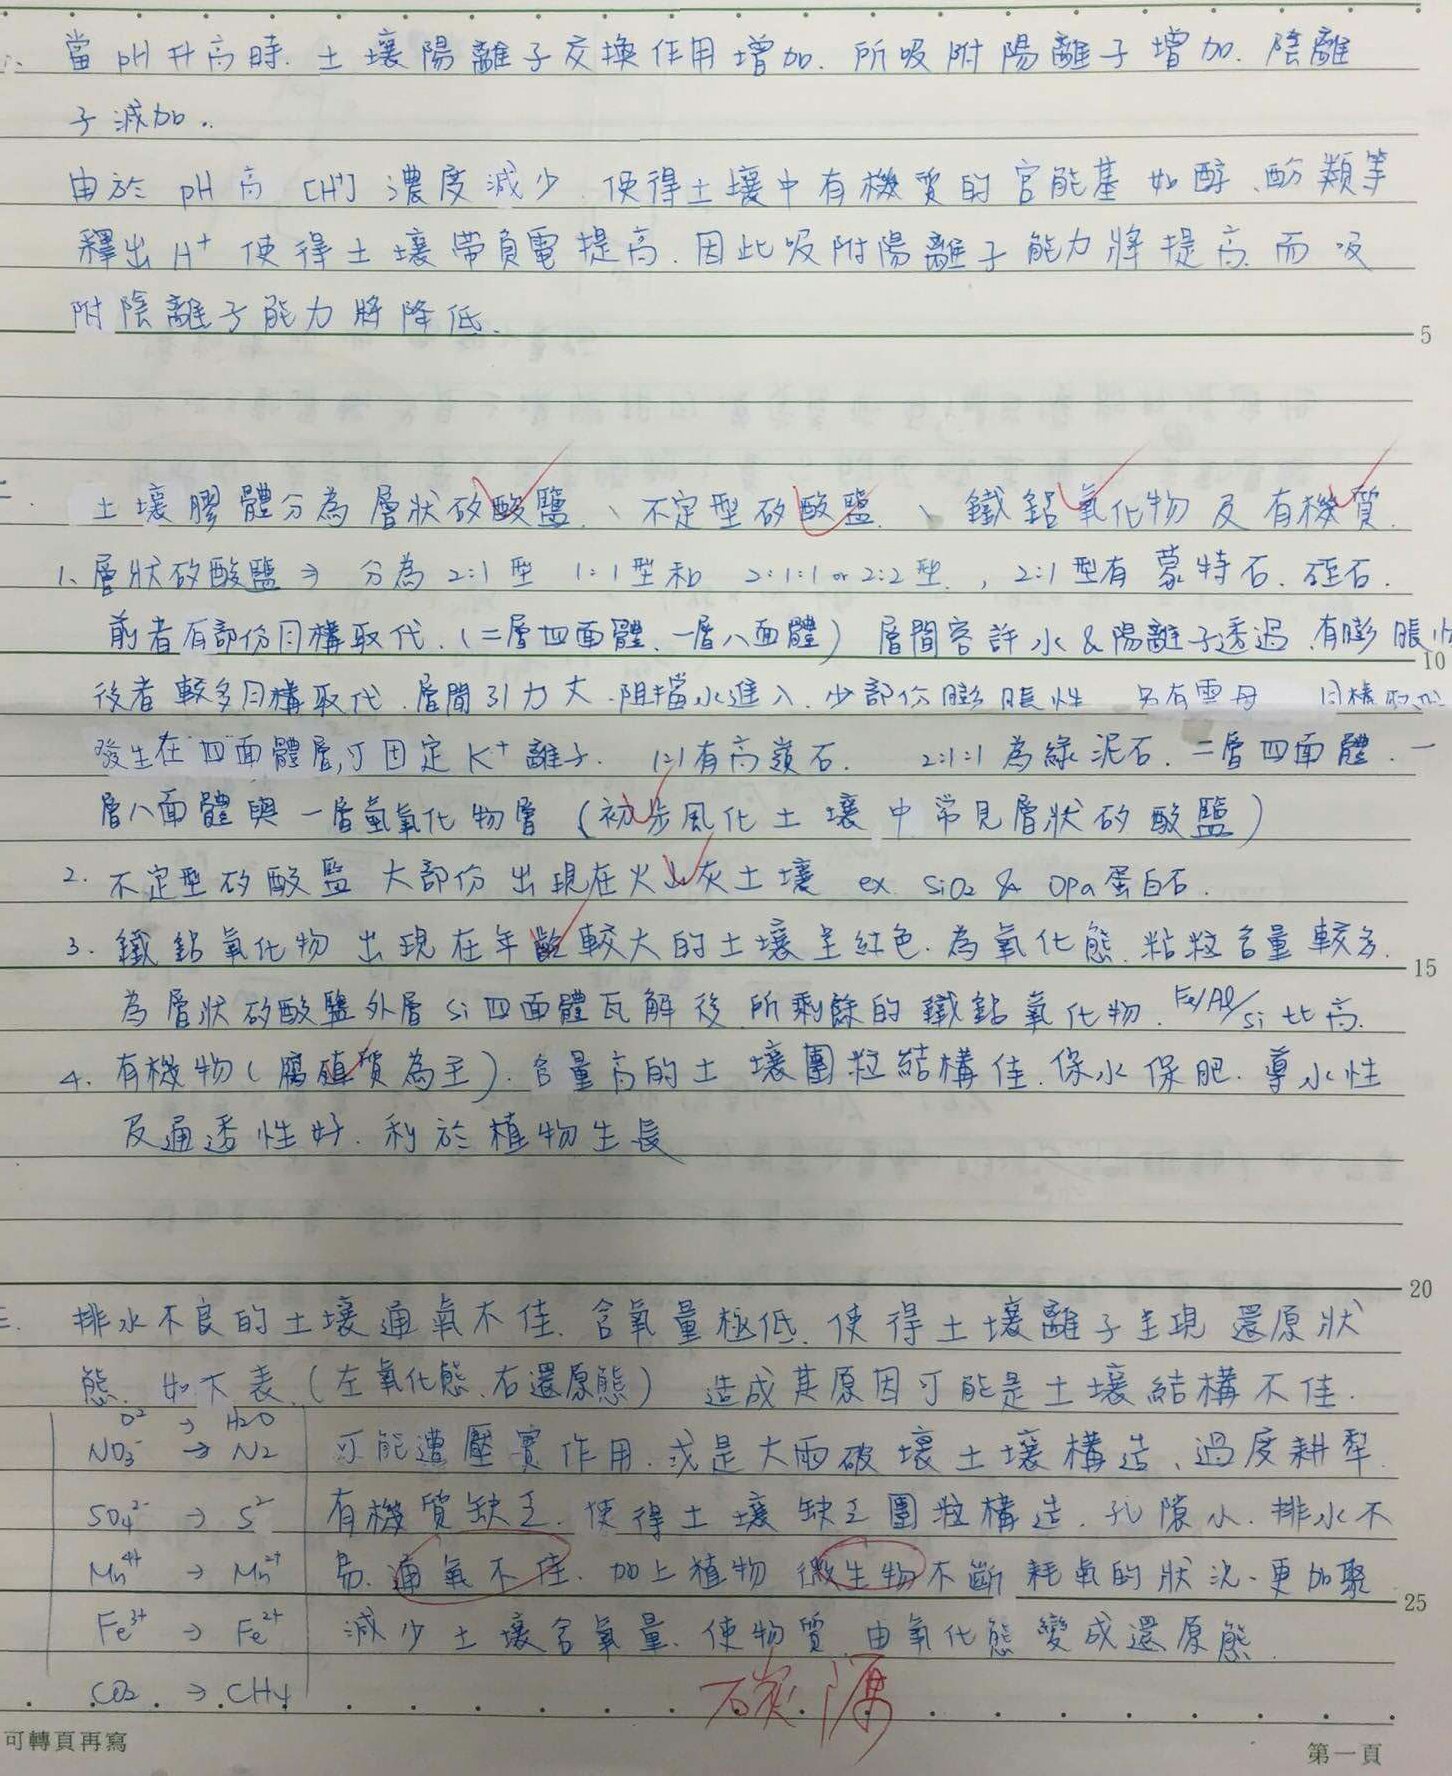 當pH升高時.土壤陽離子交換作用增加.所吸附陽離子增加.陰離
子減加..
由於pH高[H⁺]濃度減少.使得土壤中有機質的官能基如醇、酚類等
釋出H⁺使得土壤帶負電提高.因此吸附陽離子能力將提高.而吸
附陰離子能力將降低.
5
二. 土壤膠體分為層狀矽酸鹽、不定型矽酸鹽、鐵鋁氧化物及有機質.
1、層狀矽酸鹽⇒ 分為2:1型 1:1型和 2:1:1 or 2:2型., 2:1型有蒙特石、蛭石.
前者有部份同構取代.(二層四面體、一層八面體)層間容許水&陽離子透過.有膨脹
10
後者較多同構取代.層間引力大.阻擋水進入.少部份膨脹性 另有雲母 同構取代
發生在四面體層,可固定K⁺離子. 1:1有高嶺石. 2:1:1為綠泥石.二層四面體.一
層八面體與一層氫氧化物層(初步風化土壤中常見層狀矽酸鹽)
2. 不定型矽酸鹽大部份出現在火山灰土壤 ex SiO₂ & Opa蛋白石.
3. 鐵鋁氧化物出現在年齡較大的土壤呈紅色.為氧化態.粘粒含量較多.
15
為層狀矽酸鹽外層Si四面體瓦解後所剩餘的鐵鋁氧化物.Fe/Al/Si比高.
4. 有機物(腐植質為主).含量高的土壤團粒結構佳.保水保肥.導水性
及通透性好.利於植物生長
20
三. 排水不良的土壤通氧不佳.含氧量極低.使得土壤離子呈現還原狀
態.如下表(左氧化態、右還原態) 造成其原因可能是土壤結構不佳.
O²⁻ → H₂O
NO₃⁻ → N₂ 可能遭壓實作用.或是大雨破壞土壤構造、過度耕犁.
SO₄²⁻ → S²⁻ 有機質缺乏.使得土壤缺乏團粒構造.孔隙小.排水不
Mn⁴⁺ → Mn²⁺ 易.通氧不佳.加上植物微生物不斷耗氧的狀況、更加聚
25
Fe³⁺ → Fe²⁺ 減少土壤含氧量、使物質由氧化態變成還原態.
CO₂ → CH₄
可轉頁再寫
第一頁